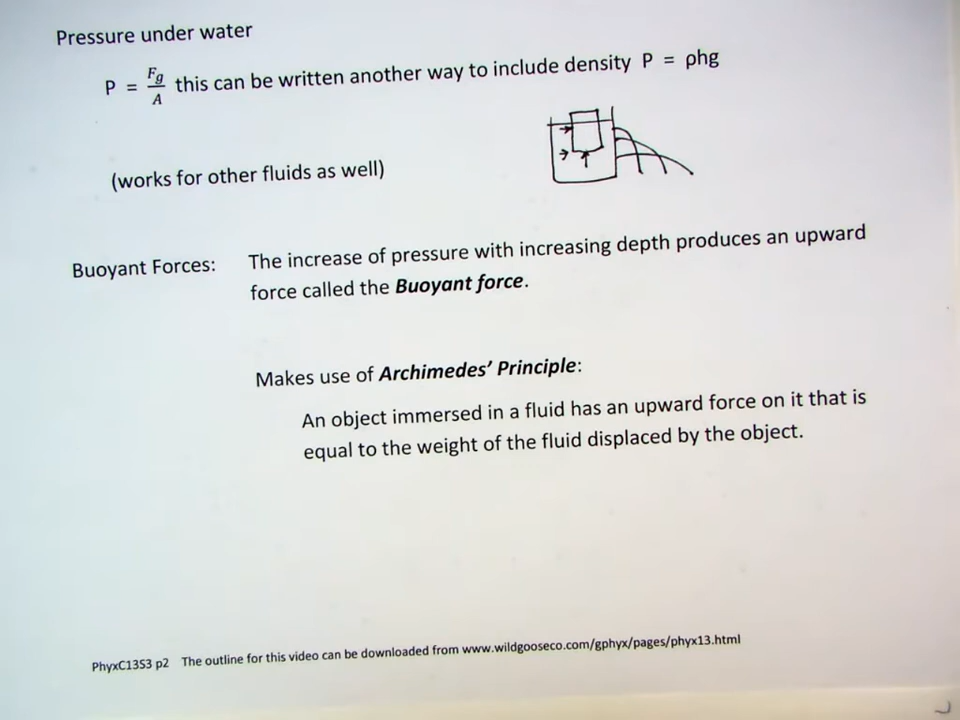 Pressure under water
P = Fg/A this can be written another way to include density P = ρhg
(works for other fluids as well)
Buoyant Forces: The increase of pressure with increasing depth produces an upward
force called the Buoyant force.
Makes use of Archimedes’ Principle:
An object immersed in a fluid has an upward force on it that is
equal to the weight of the fluid displaced by the object.
PhyxC13S3 p2 The outline for this video can be downloaded from www.wildgooseco.com/gphyx/pages/phyx13.html